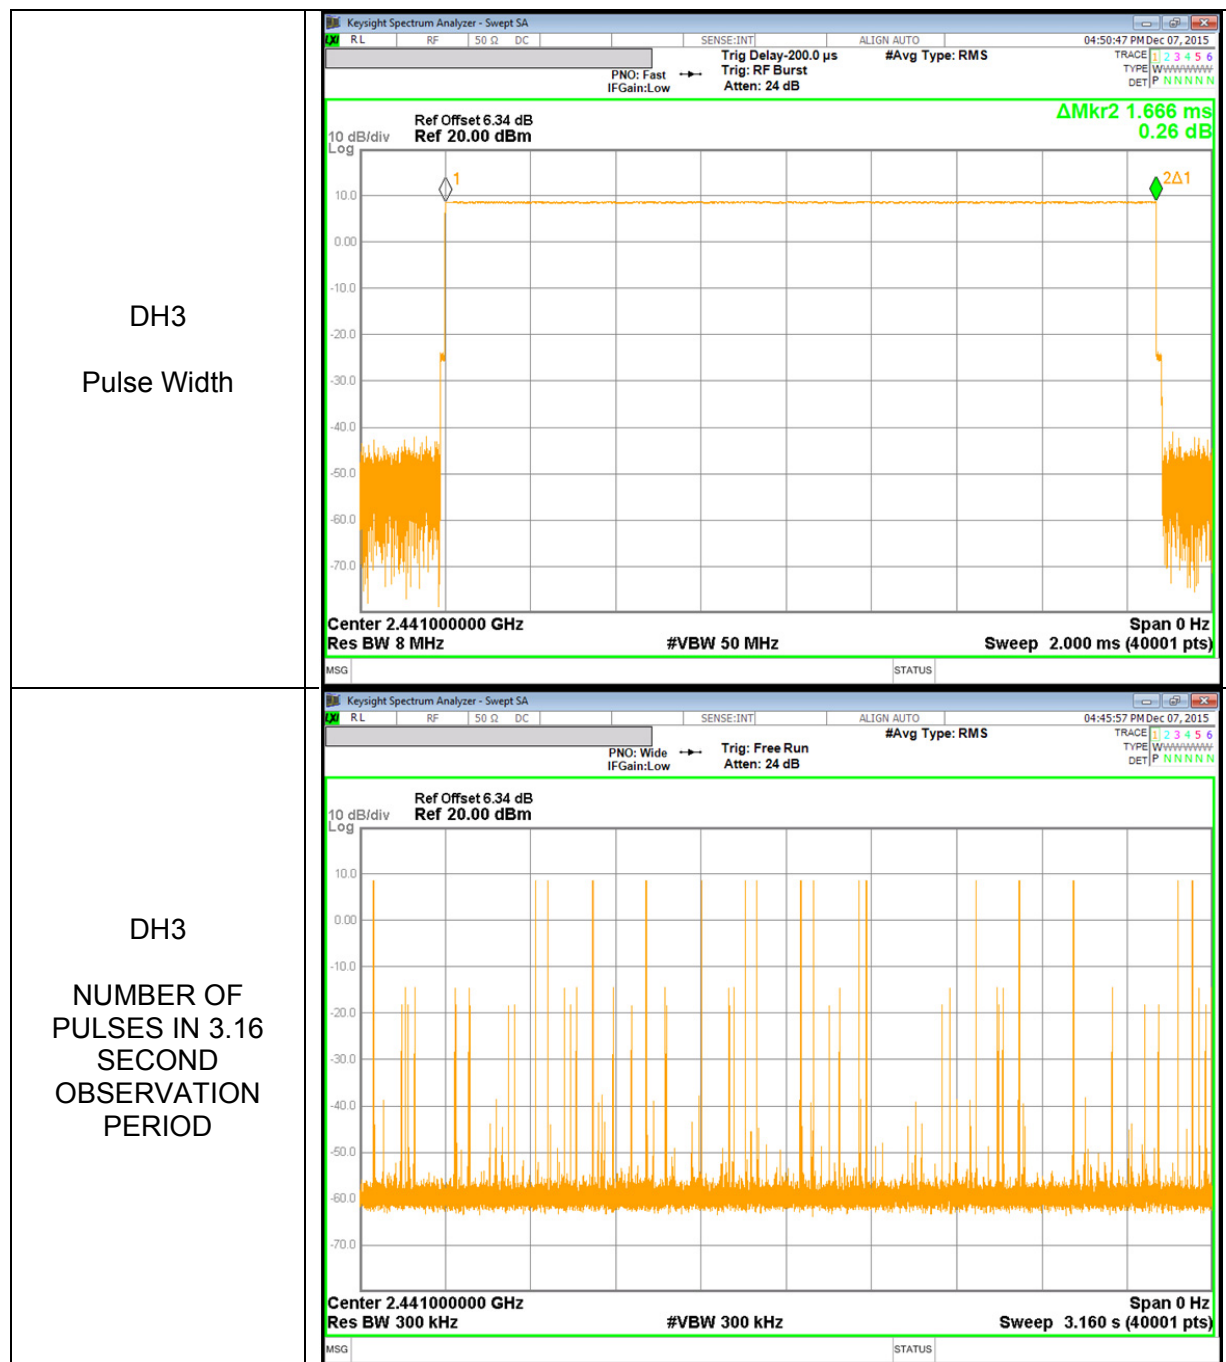 DH3
Pulse Width
Keysight Spectrum Analyzer - Swept SA
LXI RL RF 50 Ω DC SENSE:INT ALIGN AUTO 04:50:47 PM Dec 07, 2015
Trig Delay-200.0 µs #Avg Type: RMS TRACE 1 2 3 4 5 6
PNO: Fast Trig: RF Burst TYPE WWWWWW
IFGain:Low Atten: 24 dB DET P N N N N N
ΔMkr2 1.666 ms
0.26 dB
Ref Offset 6.34 dB
10 dB/div Ref 20.00 dBm
Log
1
2Δ1
10.0
0.00
-10.0
-20.0
-30.0
-40.0
-50.0
-60.0
-70.0
Center 2.441000000 GHz Span 0 Hz
Res BW 8 MHz #VBW 50 MHz Sweep 2.000 ms (40001 pts)
MSG STATUS
DH3
NUMBER OF
PULSES IN 3.16
SECOND
OBSERVATION
PERIOD
Keysight Spectrum Analyzer - Swept SA
LXI RL RF 50 Ω DC SENSE:INT ALIGN AUTO 04:45:57 PM Dec 07, 2015
#Avg Type: RMS TRACE 1 2 3 4 5 6
PNO: Wide Trig: Free Run TYPE WWWWWW
IFGain:Low Atten: 24 dB DET P N N N N N
Ref Offset 6.34 dB
10 dB/div Ref 20.00 dBm
Log
10.0
0.00
-10.0
-20.0
-30.0
-40.0
-50.0
-60.0
-70.0
Center 2.441000000 GHz Span 0 Hz
Res BW 300 kHz #VBW 300 kHz Sweep 3.160 s (40001 pts)
MSG STATUS